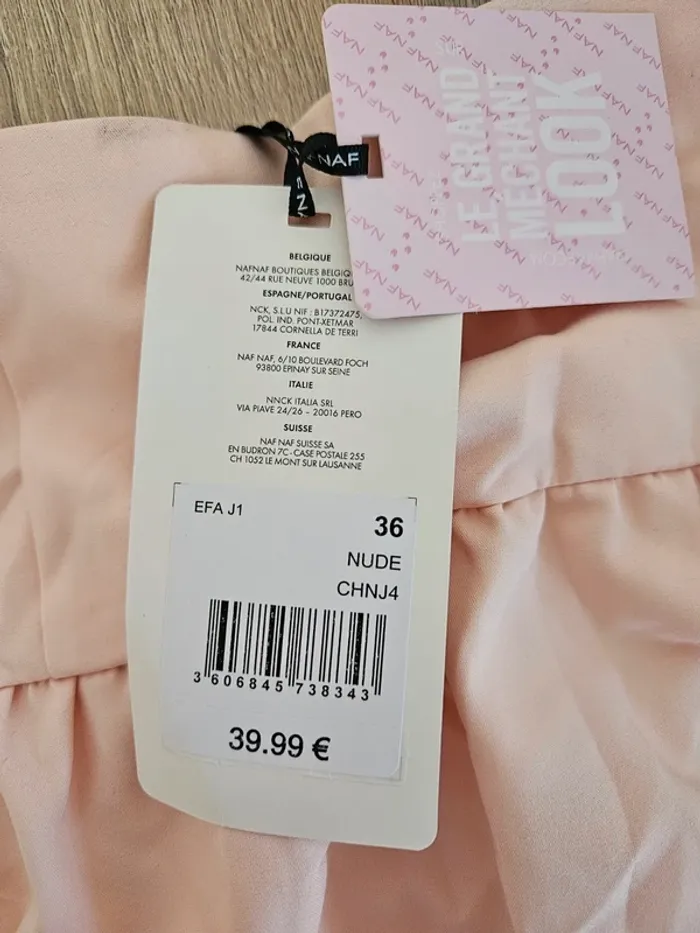 NAF
LE GRAND
MECHANT
LOOK
BELGIQUE
NAFNAF BOUTIQUES
42/44 RUE NEUVE 1000
ESPAGNE/PORTUGAL
NCK, S.L.U NIF : B17372475,
POL. IND. PONT-XETMAR
17844 CORNELLA DE TERRI
FRANCE
NAF NAF, 6/10 BOULEVARD FOCH
93800 EPINAY SUR SEINE
ITALIE
NNCK ITALIA SRL
VIA PIAVE 24/26 – 20016 PERO
SUISSE
NAF NAF SUISSE SA
EN BUDRON 7C - CASE POSTALE 255
CH 1052 LE MONT SUR LAUSANNE
EFA J1
36
NUDE
CHNJ4
3 606845 738343
39.99 €